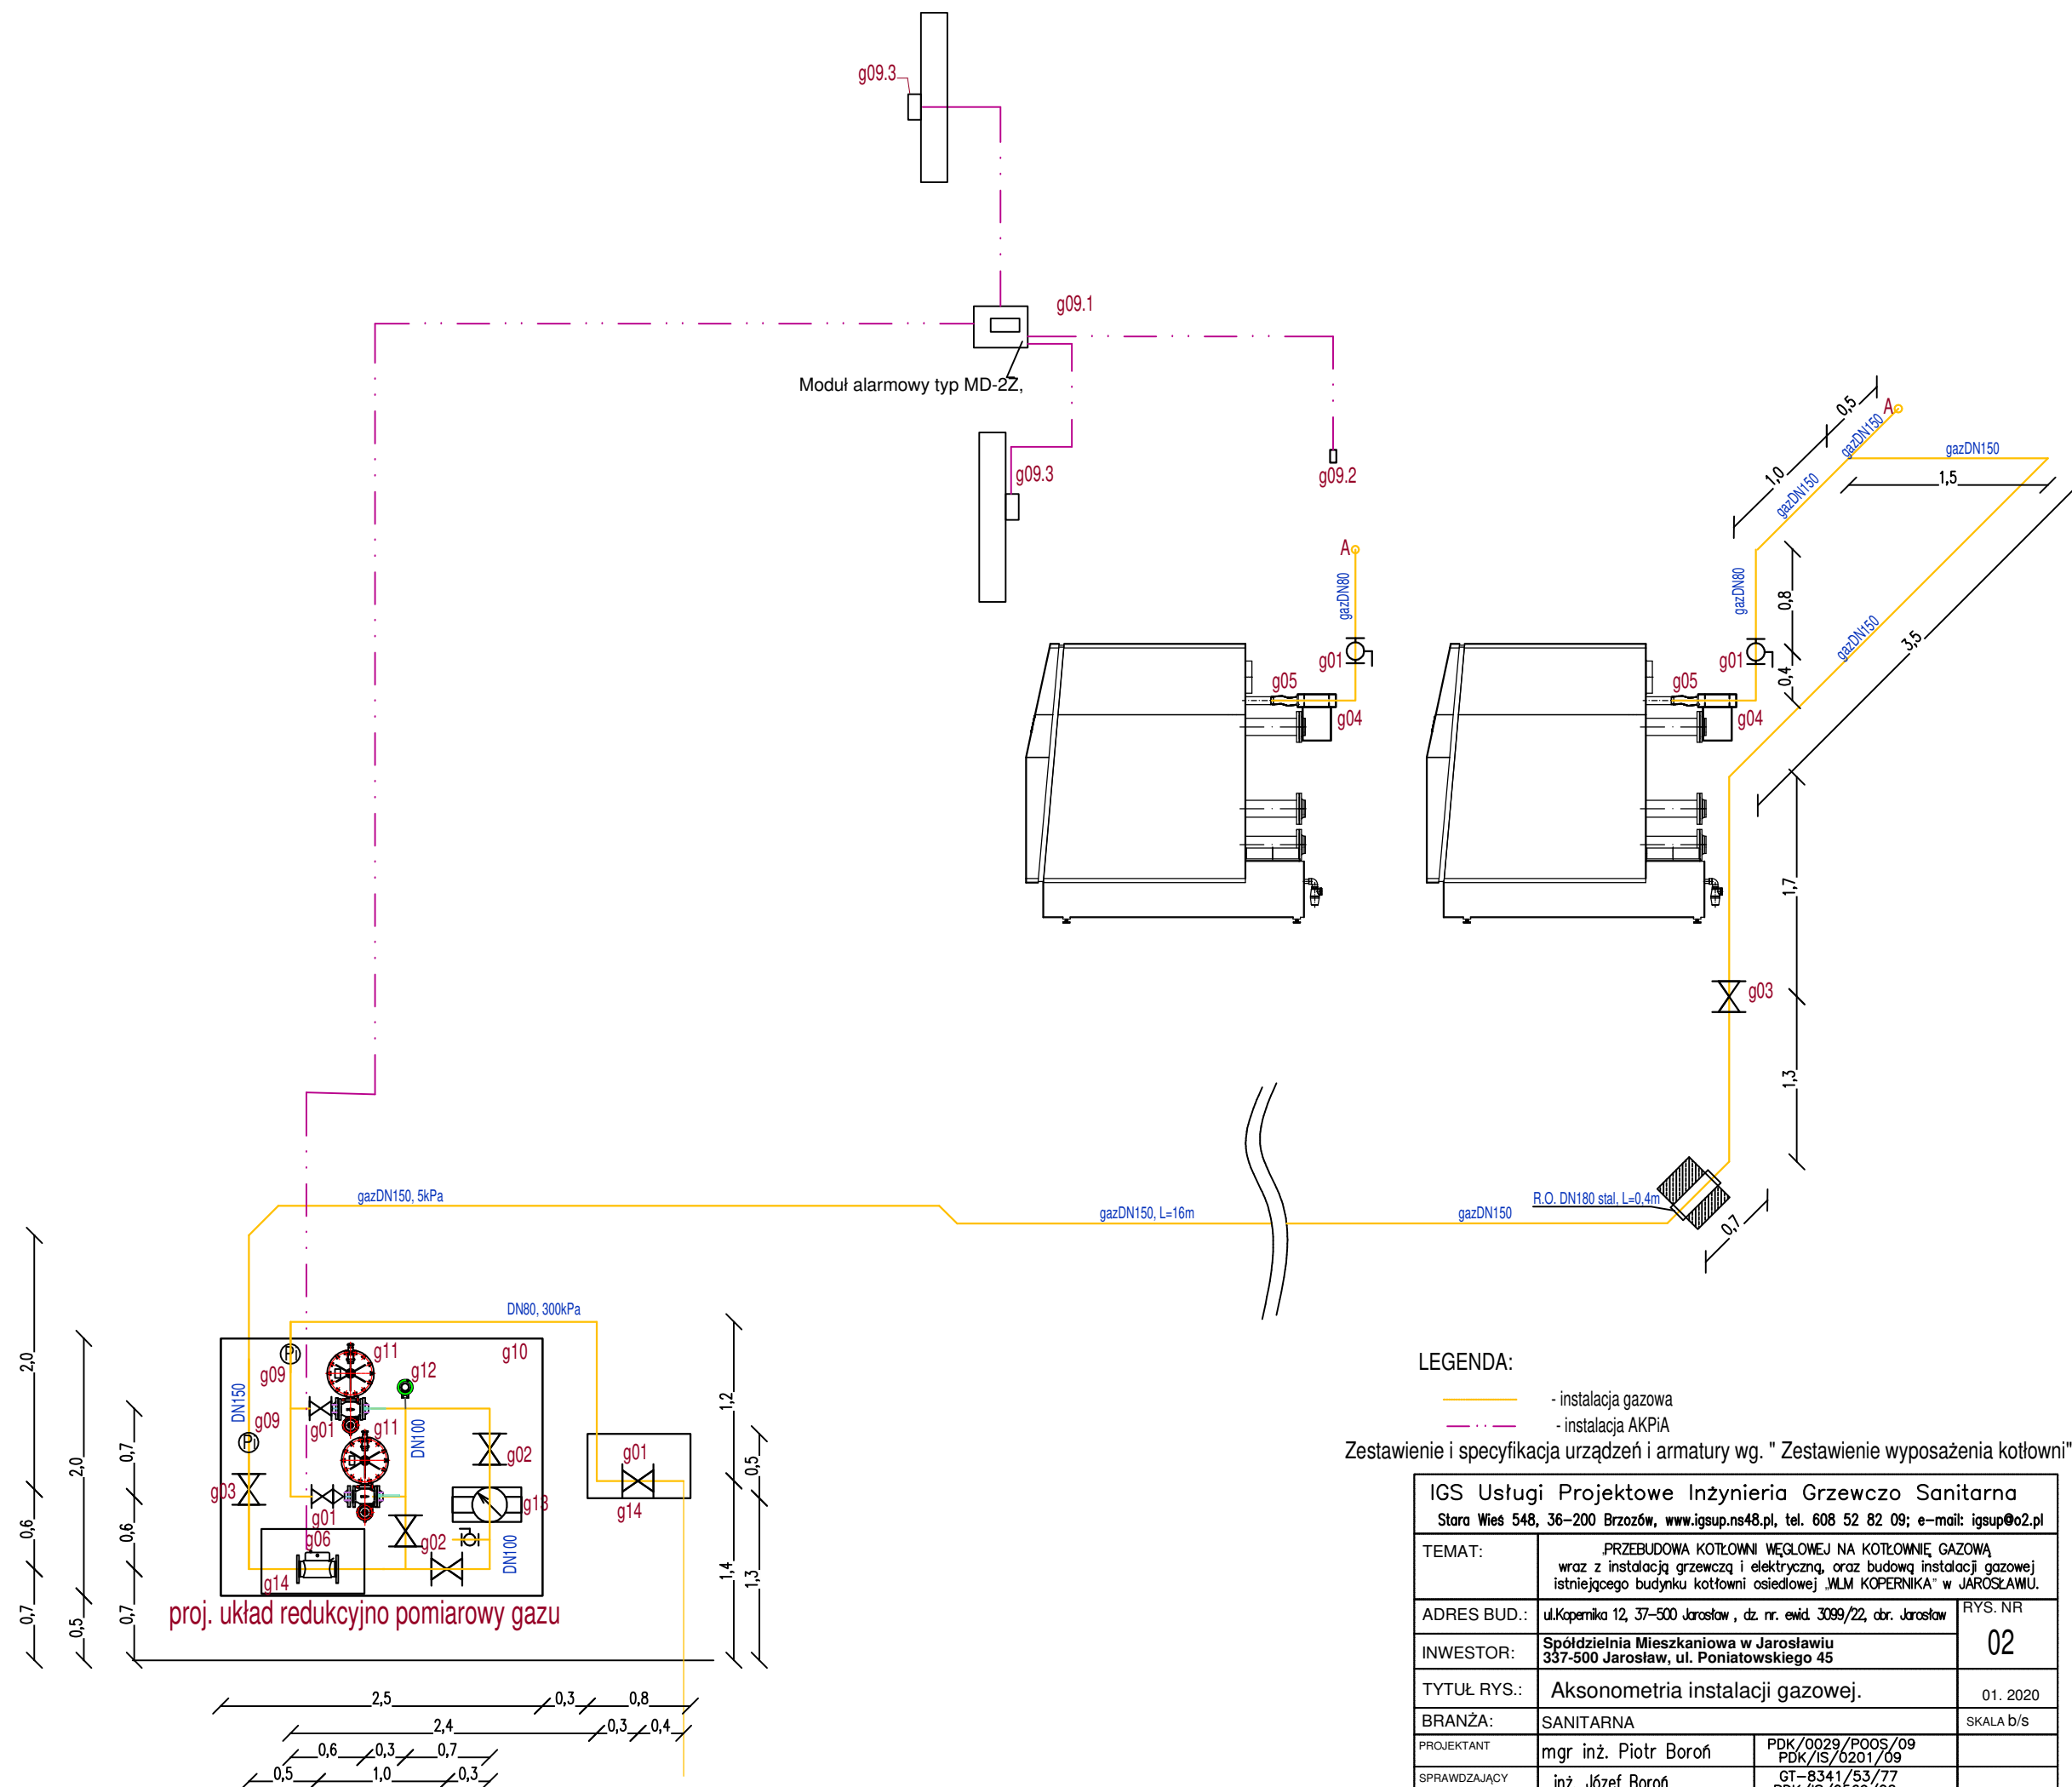 g09.3
g09.1
Moduł alarmowy typ MD-2Z,
g09.3
g09.2
A
gazDN80
g01
g05
g04
0,5
A
gazDN150
1,0
gazDN150
gazDN150
1,5
gazDN80
0,8
g01
0,4
g05
g04
gazDN150
3,5
1,7
g03
1,3
R.O. DN180 stal, L=0,4m
0,7
gazDN150, 5kPa
gazDN150, L=16m
gazDN150
DN80, 300kPa
2,0
2,0
0,7
0,6
0,6
0,7
0,5
0,7
DN150
PI
g09
g11
g12
g10
g09
PI
g01
g11
DN100
g02
g03
g01
g13
g06
g02
DN100
g14
g01
g14
1,2
0,5
1,4
1,3
proj. układ redukcyjno pomiarowy gazu
2,5
0,3
0,8
2,4
0,3
0,4
0,6
0,3
0,7
0,5
1,0
0,3
LEGENDA:
- instalacja gazowa
- instalacja AKPiA
Zestawienie i specyfikacja urządzeń i armatury wg. " Zestawienie wyposażenia kotłowni"
IGS Usługi Projektowe Inżynieria Grzewczo Sanitarna
Stara Wieś 548, 36-200 Brzozów, www.igsup.ns48.pl, tel. 608 52 82 09; e-mail: igsup@o2.pl
TEMAT:
„PRZEBUDOWA KOTŁOWNI WĘGLOWEJ NA KOTŁOWNIĘ GAZOWĄ
wraz z instalacją grzewczą i elektryczną, oraz budową instalacji gazowej
istniejącego budynku kotłowni osiedlowej „WLM KOPERNIKA" w JAROSŁAWIU.
ADRES BUD.:
ul.Kopernika 12, 37-500 Jarosław , dz. nr. ewid. 3099/22, obr. Jarosław
RYS. NR
02
INWESTOR:
Spółdzielnia Mieszkaniowa w Jarosławiu
337-500 Jarosław, ul. Poniatowskiego 45
TYTUŁ RYS.:
Aksonometria instalacji gazowej.
01. 2020
BRANŻA:
SANITARNA
SKALA b/s
PROJEKTANT
mgr inż. Piotr Boroń
PDK/0029/POOS/09
PDK/IS/0201/09
SPRAWDZAJĄCY
inż. Józef Boroń
GT-8341/53/77